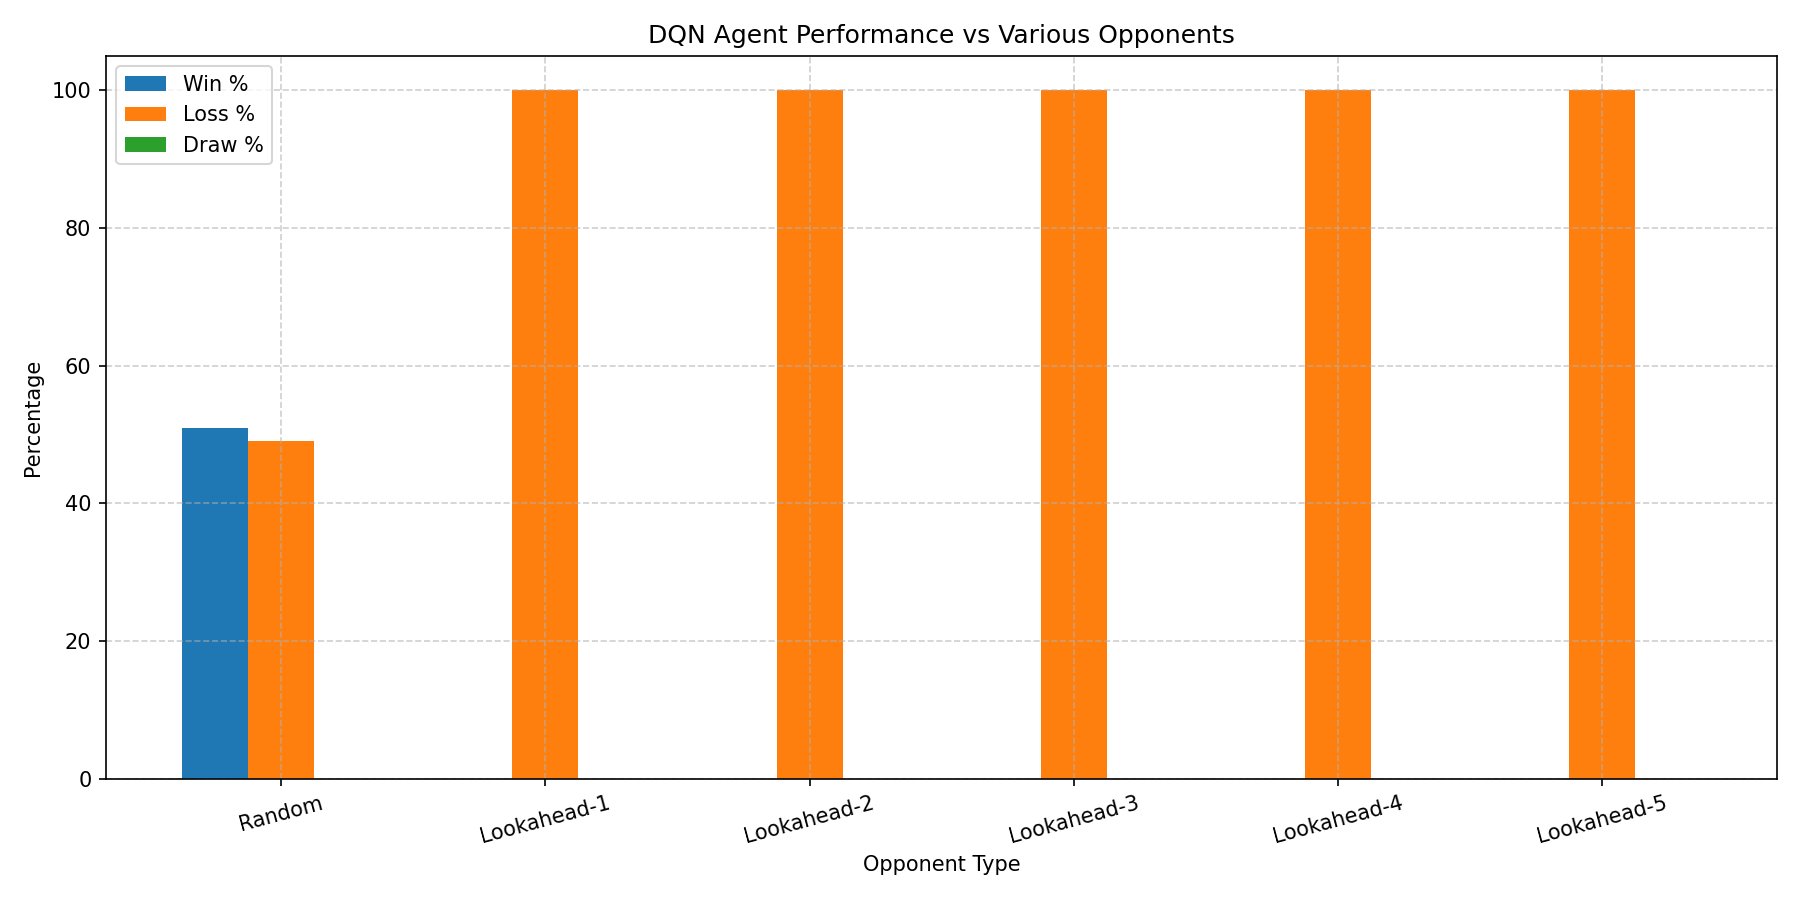 DQN Agent Performance vs Various Opponents
Win %
Loss %
Draw %
100
80
60
40
20
0
Percentage
Random
Lookahead-1
Lookahead-2
Lookahead-3
Lookahead-4
Lookahead-5
Opponent Type